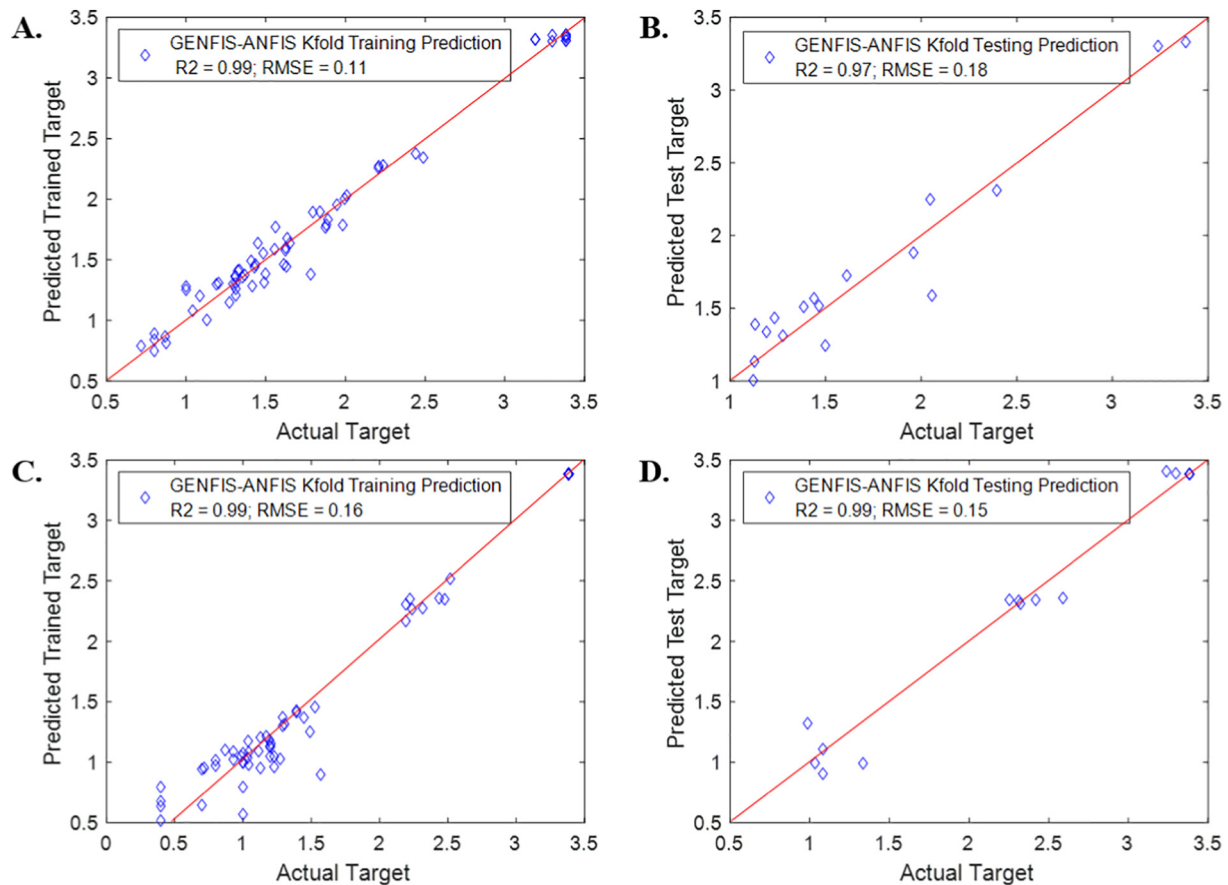 A.
GENFIS-ANFIS Kfold Training Prediction
R2 = 0.99; RMSE = 0.11
Predicted Trained Target
3.5
3
2.5
2
1.5
1
0.5
0.5 1 1.5 2 2.5 3 3.5
Actual Target
B.
GENFIS-ANFIS Kfold Testing Prediction
R2 = 0.97; RMSE = 0.18
Predicted Test Target
3.5
3
2.5
2
1.5
1
1 1.5 2 2.5 3 3.5
Actual Target
C.
GENFIS-ANFIS Kfold Training Prediction
R2 = 0.99; RMSE = 0.16
Predicted Trained Target
3.5
3
2.5
2
1.5
1
0.5
0 0.5 1 1.5 2 2.5 3 3.5
Actual Target
D.
GENFIS-ANFIS Kfold Testing Prediction
R2 = 0.99; RMSE = 0.15
Predicted Test Target
3.5
3
2.5
2
1.5
1
0.5
0.5 1 1.5 2 2.5 3 3.5
Actual Target